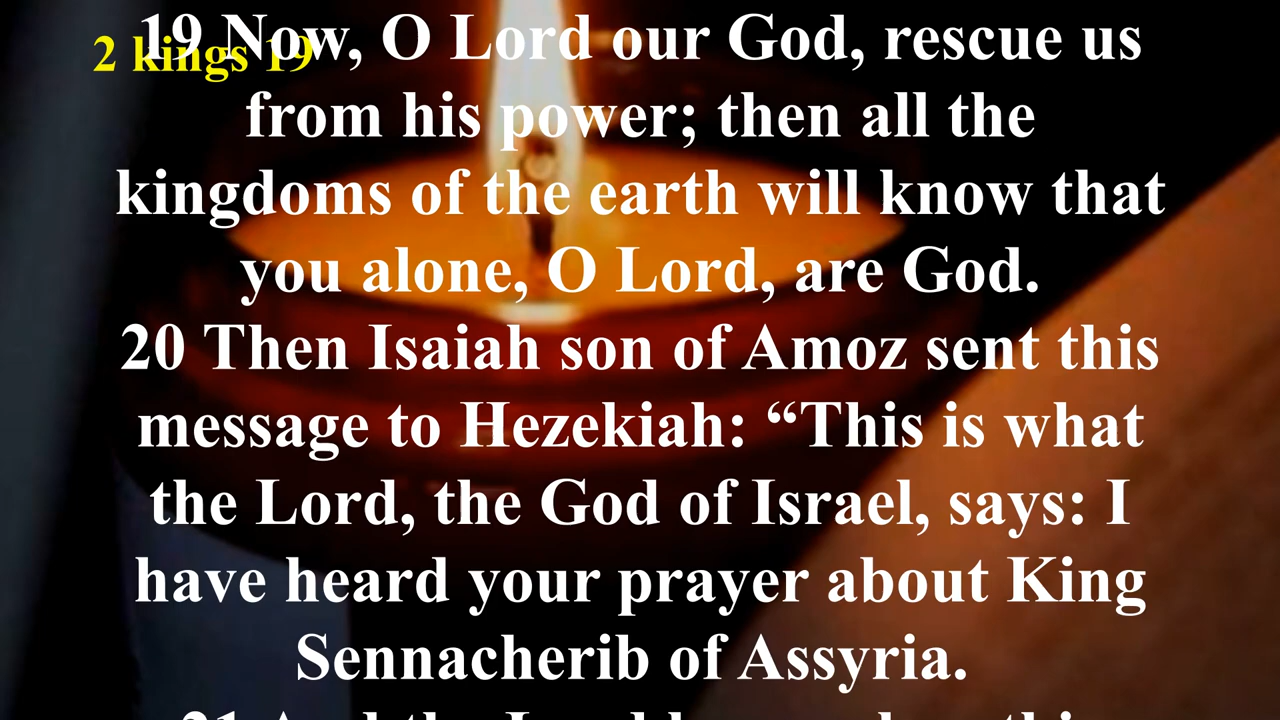 2 kings 19
19 Now, O Lord our God, rescue us
from his power; then all the
kingdoms of the earth will know that
you alone, O Lord, are God.
20 Then Isaiah son of Amoz sent this
message to Hezekiah: “This is what
the Lord, the God of Israel, says: I
have heard your prayer about King
Sennacherib of Assyria.